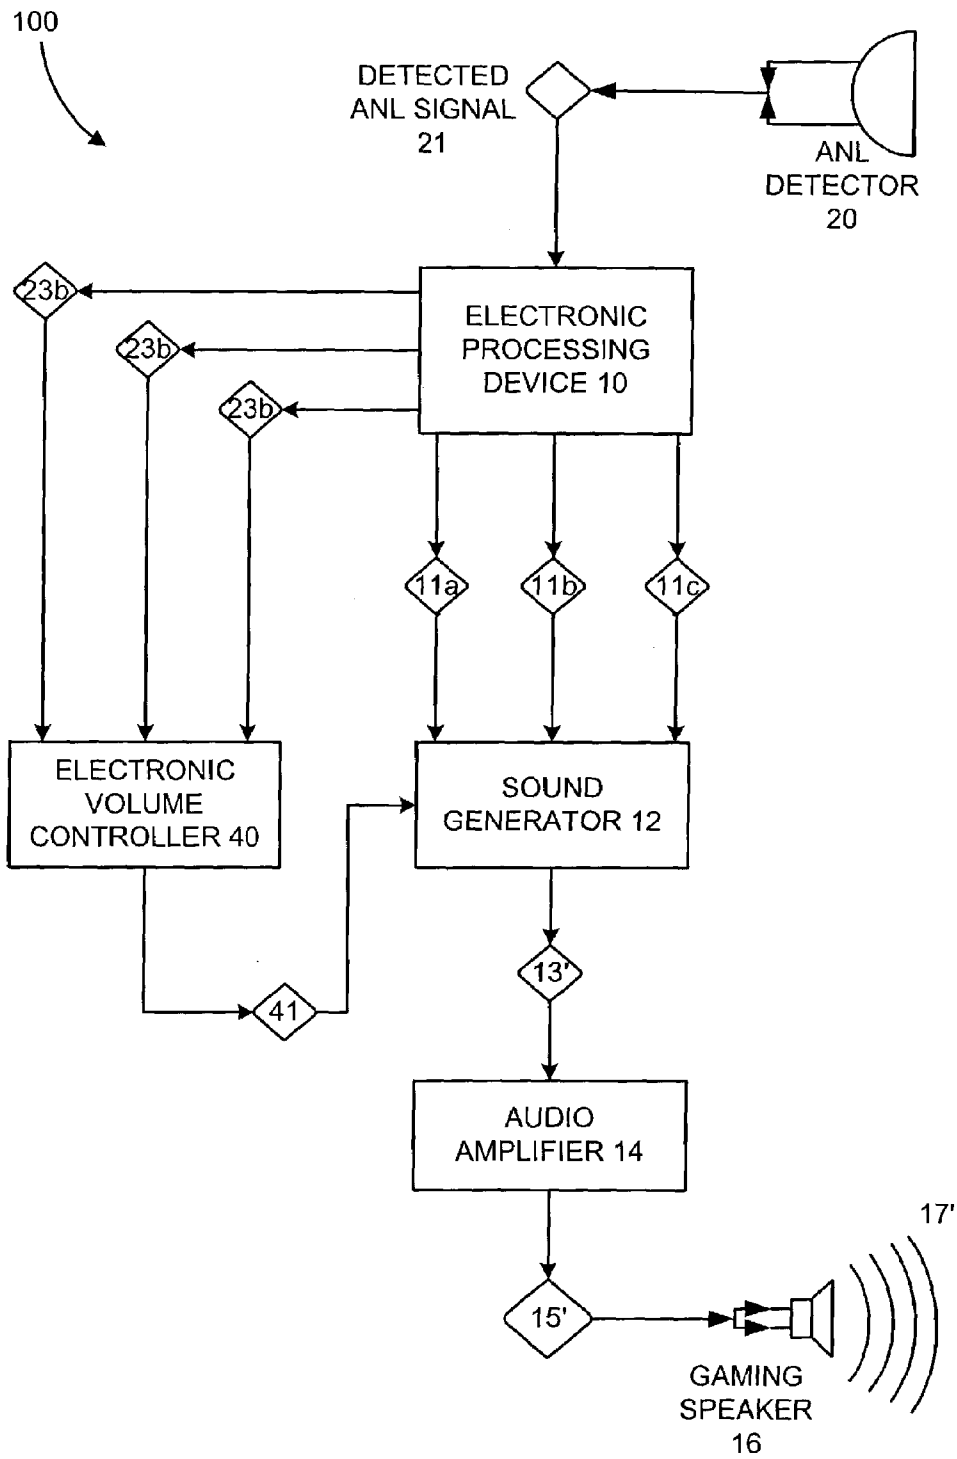 100
DETECTED
ANL SIGNAL
21
ANL
DETECTOR
20
23b
23b
23b
ELECTRONIC
PROCESSING
DEVICE 10
11a
11b
11c
ELECTRONIC
VOLUME
CONTROLLER 40
SOUND
GENERATOR 12
13'
41
AUDIO
AMPLIFIER 14
17'
15'
GAMING
SPEAKER
16